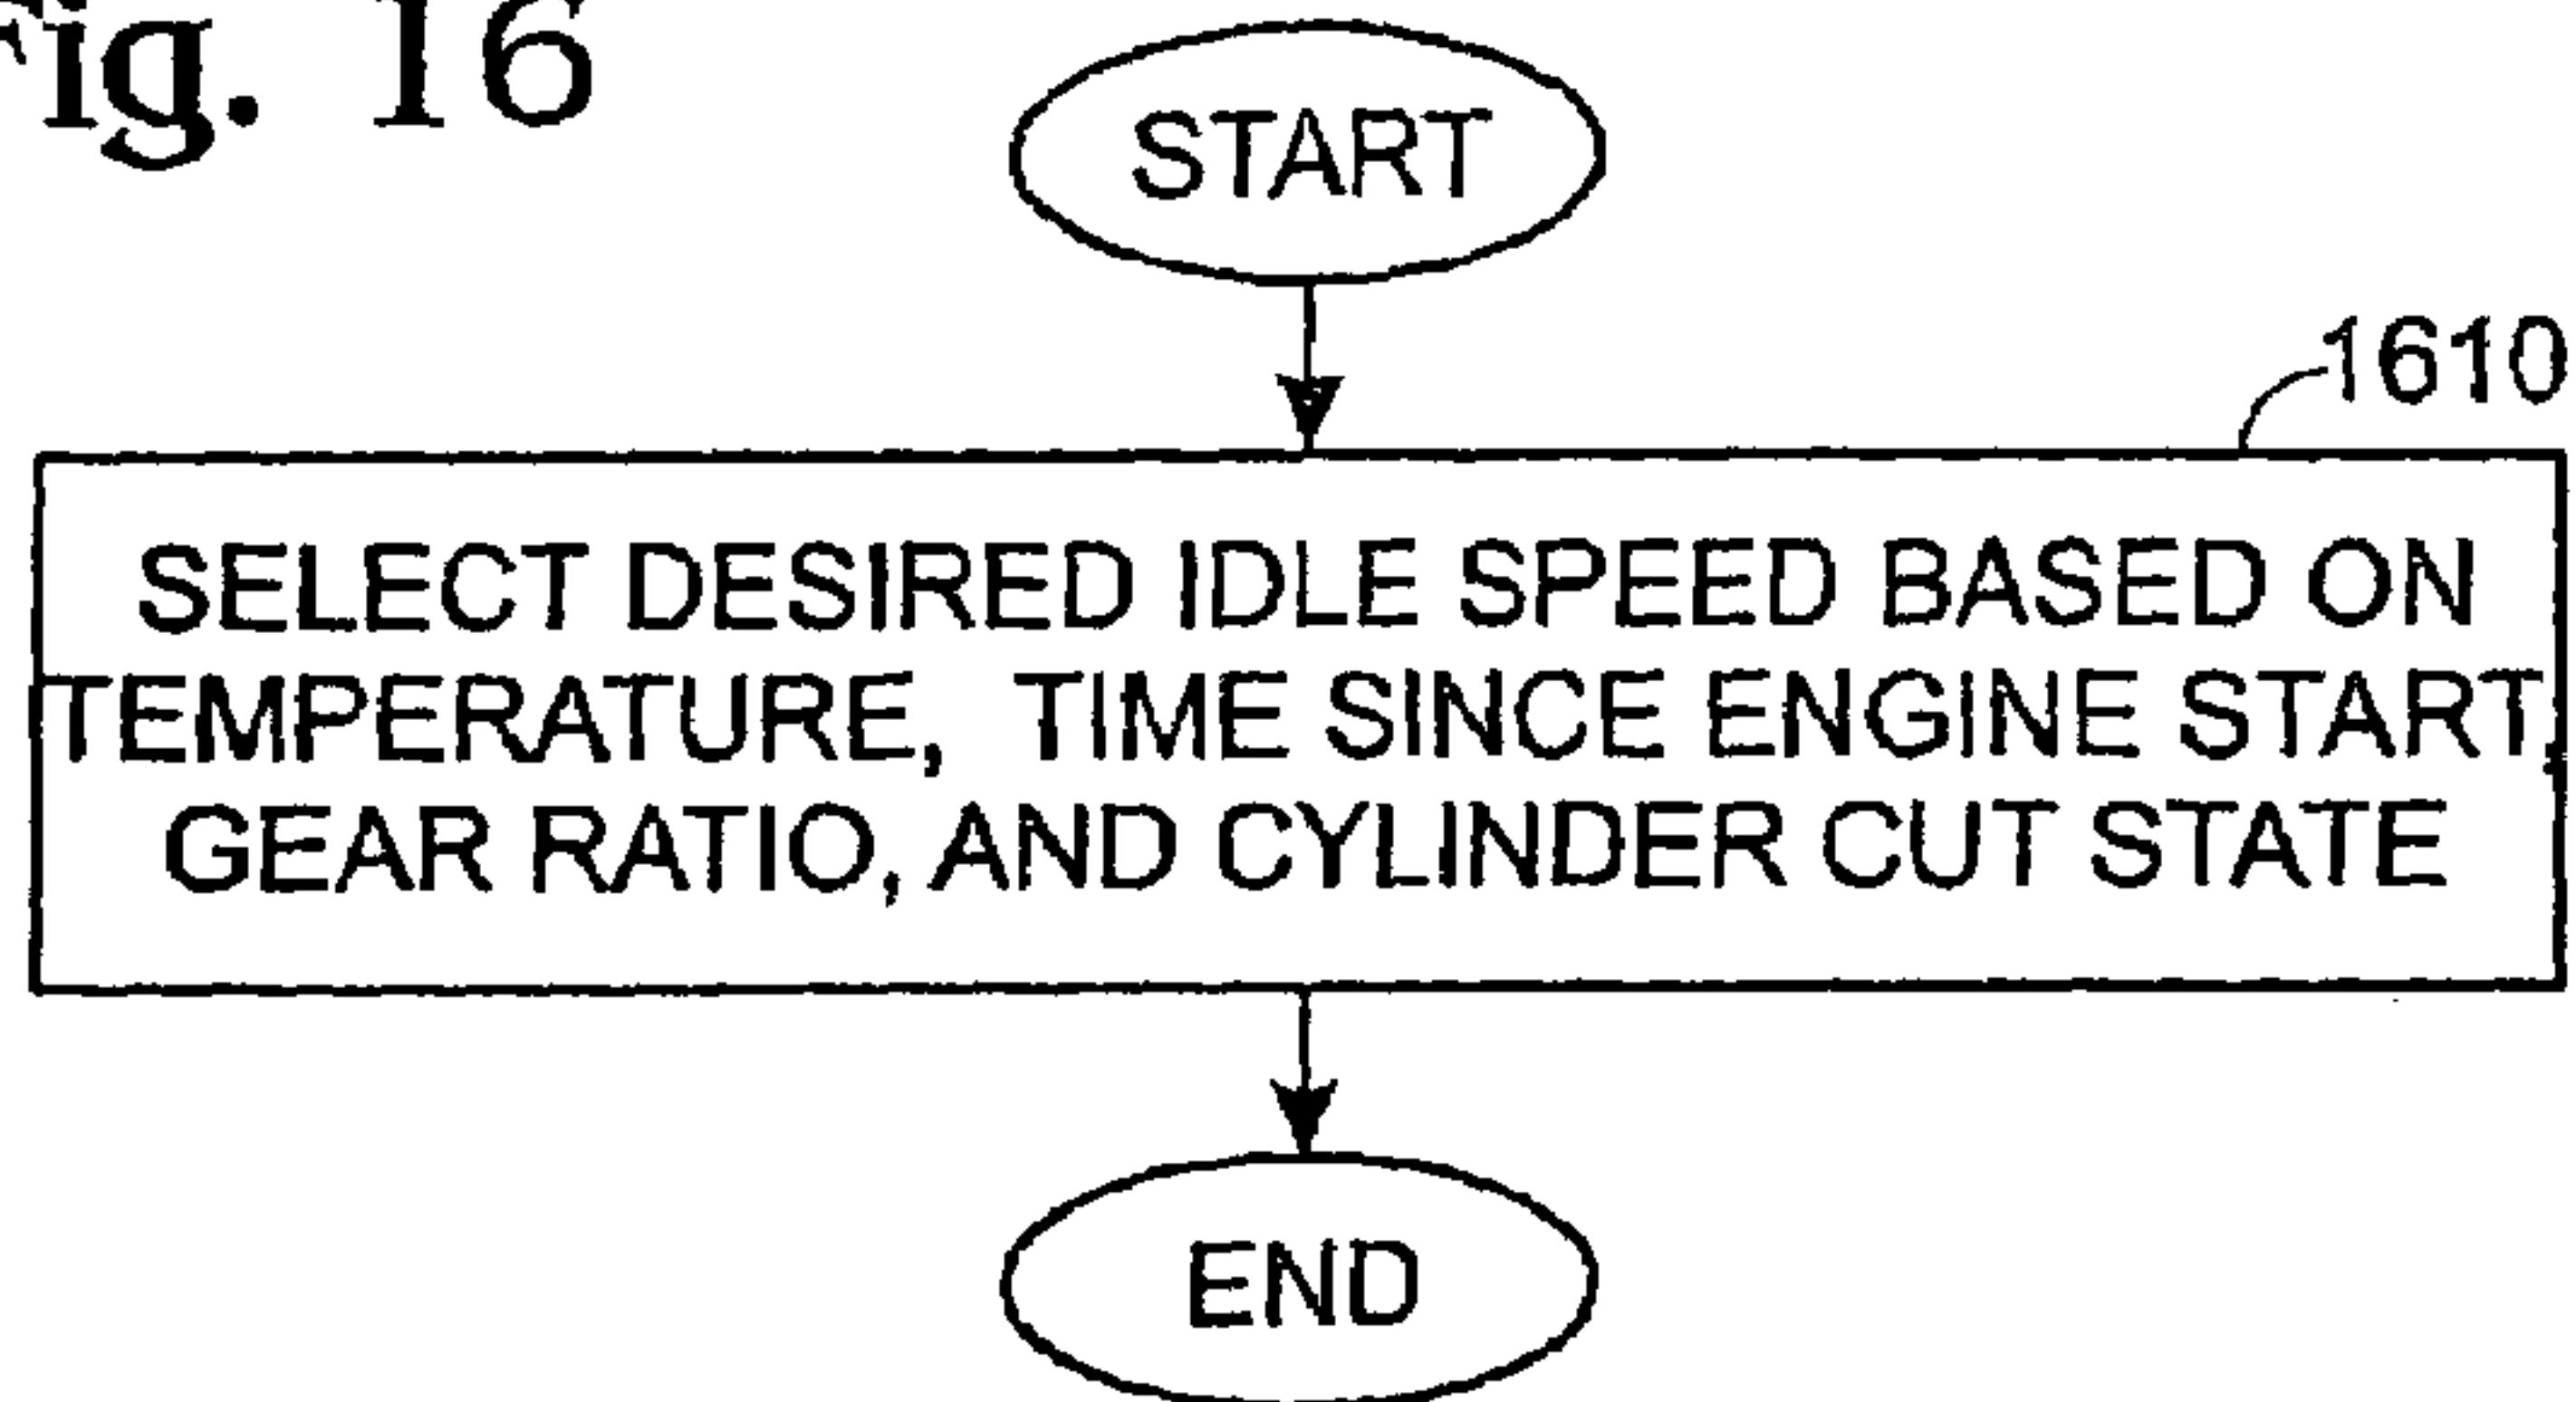 Fig. 16
START
1610
SELECT DESIRED IDLE SPEED BASED ON
TEMPERATURE, TIME SINCE ENGINE START,
GEAR RATIO, AND CYLINDER CUT STATE
END